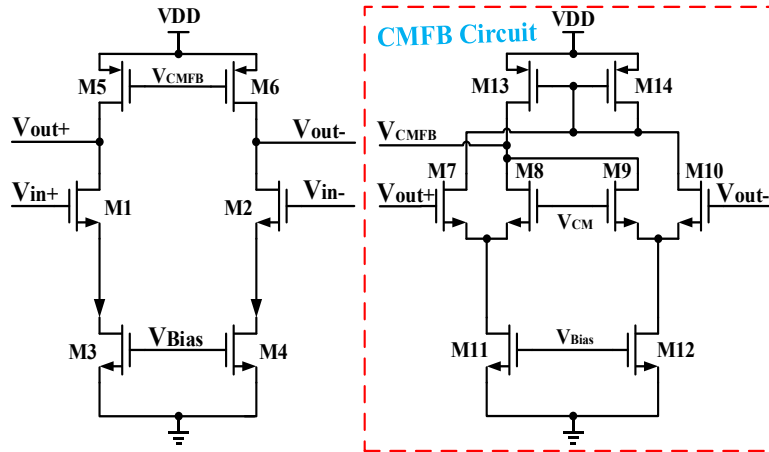 VDD
M5
VCMFB
M6
Vout+
Vout-
Vin+
M1
M2
Vin-
M3
VBias
M4
CMFB Circuit
VDD
M13
M14
VCMFB
M7
M8
M9
M10
Vout+
VCM
Vout-
M11
VBias
M12